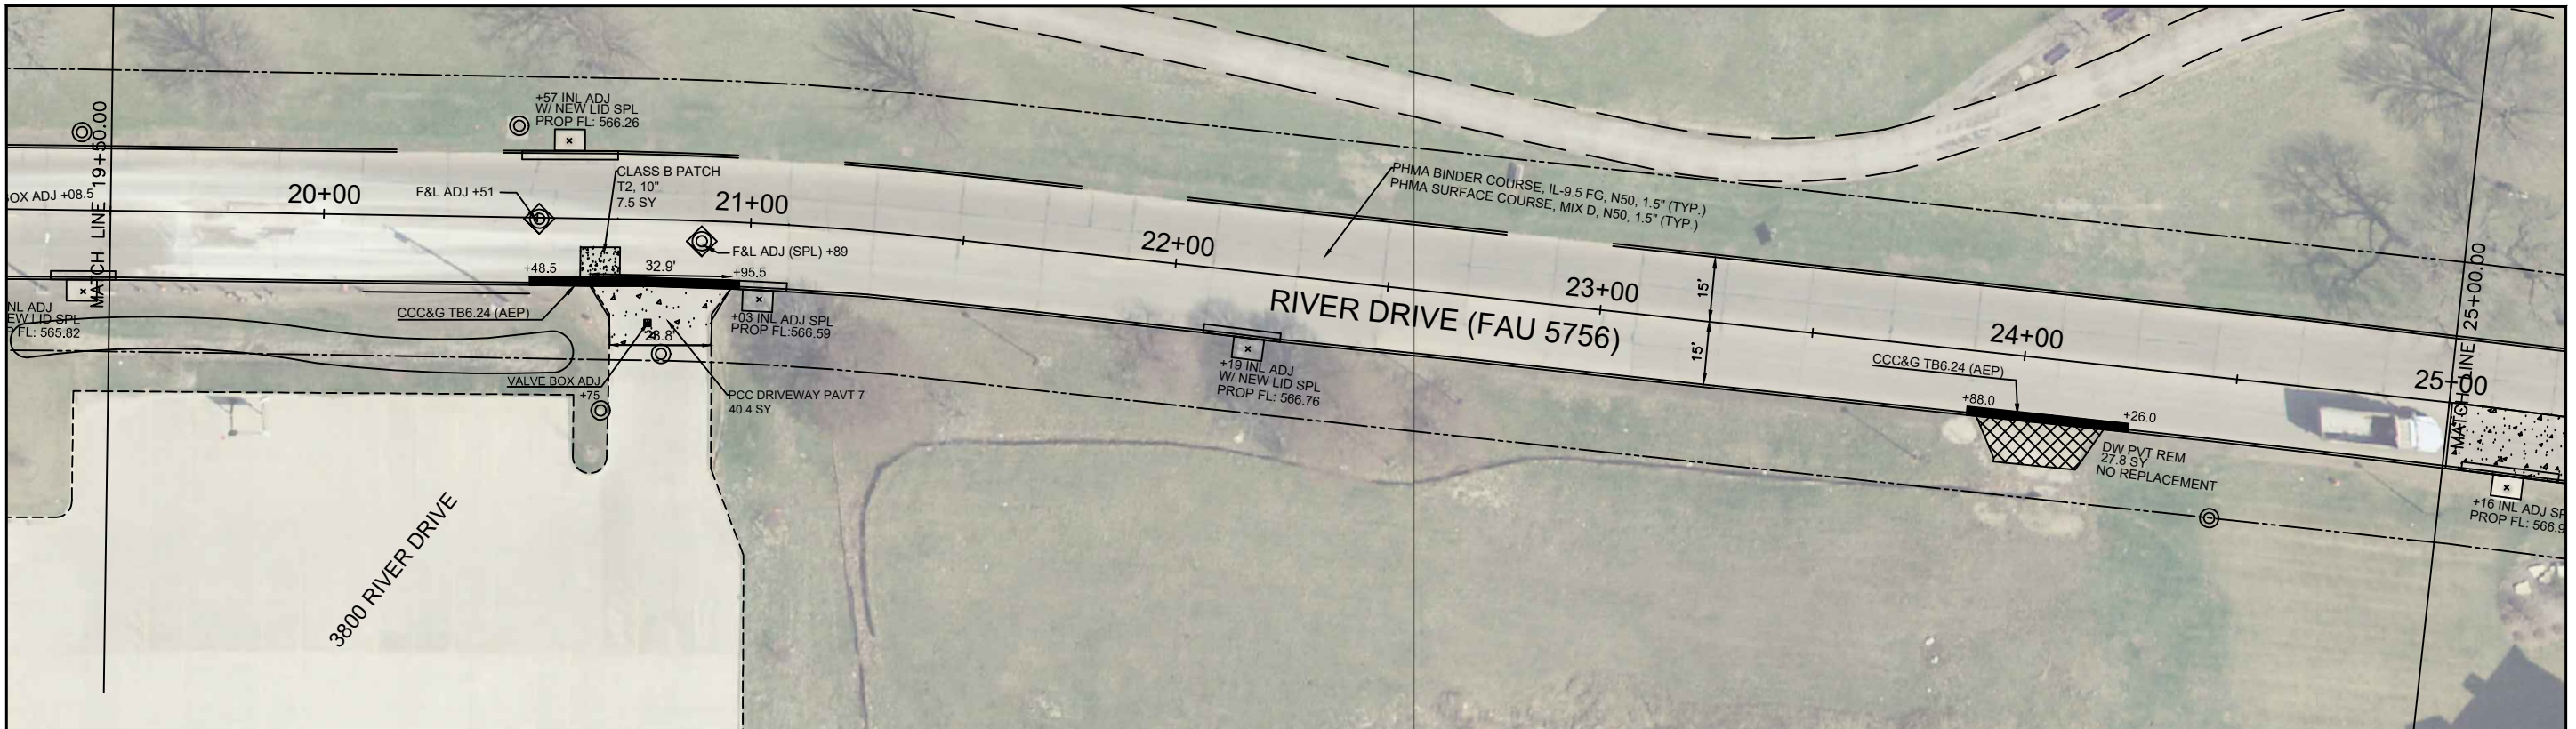 MATCH LINE 19+50.00
OX ADJ +08.5
NL ADJ
EW LID SPL
FL: 565.82
20+00
+57 INL ADJ
W/ NEW LID SPL
PROP FL: 566.26
F&L ADJ +51
CLASS B PATCH
T2, 10"
7.5 SY
21+00
F&L ADJ (SPL) +89
+48.5
32.9'
+95.5
CCC&G TB6.24 (AEP)
+03 INL ADJ SPL
PROP FL:566.59
VALVE BOX ADJ
+75
PCC DRIVEWAY PAVT 7
40.4 SY
3800 RIVER DRIVE
22+00
PHMA BINDER COURSE, IL-9.5 FG, N50, 1.5" (TYP.)
PHMA SURFACE COURSE, MIX D, N50, 1.5" (TYP.)
RIVER DRIVE (FAU 5756)
+19 INL ADJ
W/ NEW LID SPL
PROP FL: 566.76
23+00
15'
15'
24+00
CCC&G TB6.24 (AEP)
+88.0
+26.0
DW PVT REM
27.8 SY
NO REPLACEMENT
25+00
MATCH LINE 25+00.00
+16 INL ADJ SP
PROP FL: 566.9